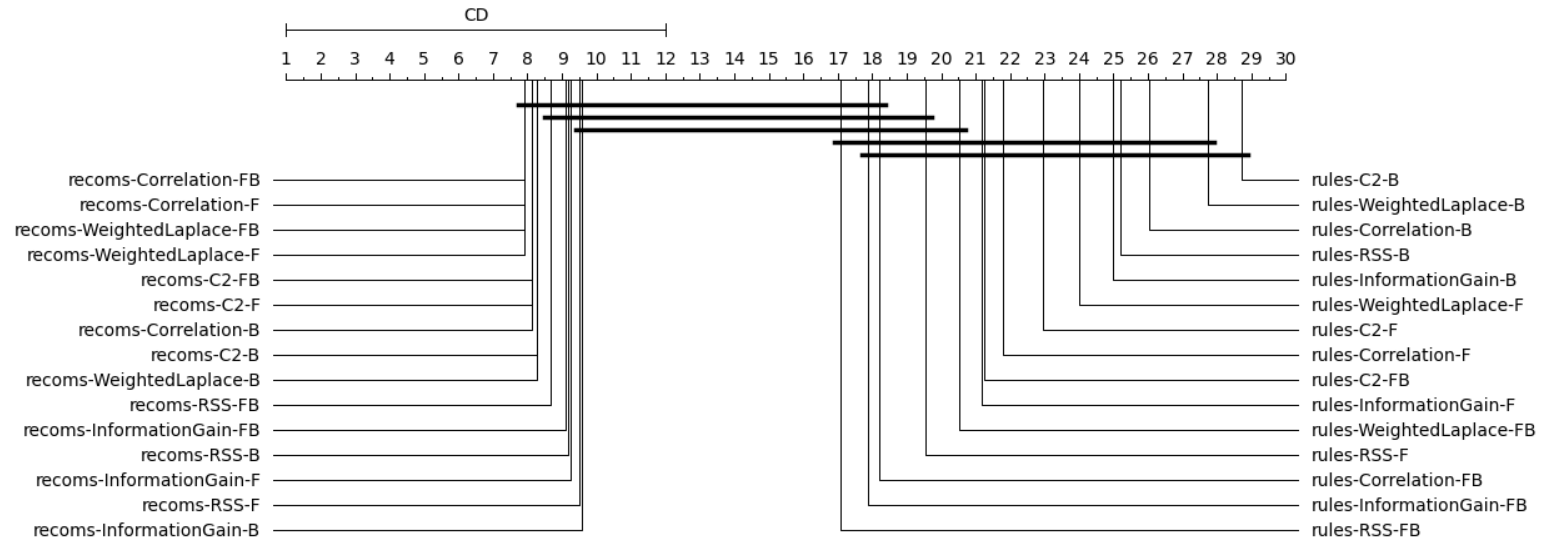 CD
1 2 3 4 5 6 7 8 9 10 11 12 13 14 15 16 17 18 19 20 21 22 23 24 25 26 27 28 29 30
recoms-Correlation-FB rules-C2-B
recoms-Correlation-F rules-WeightedLaplace-B
recoms-WeightedLaplace-FB rules-Correlation-B
recoms-WeightedLaplace-F rules-RSS-B
recoms-C2-FB rules-InformationGain-B
recoms-C2-F rules-WeightedLaplace-F
recoms-Correlation-B rules-C2-F
recoms-C2-B rules-Correlation-F
recoms-WeightedLaplace-B rules-C2-FB
recoms-RSS-FB rules-InformationGain-F
recoms-InformationGain-FB rules-WeightedLaplace-FB
recoms-RSS-B rules-RSS-F
recoms-InformationGain-F rules-Correlation-FB
recoms-RSS-F rules-InformationGain-FB
recoms-InformationGain-B rules-RSS-FB